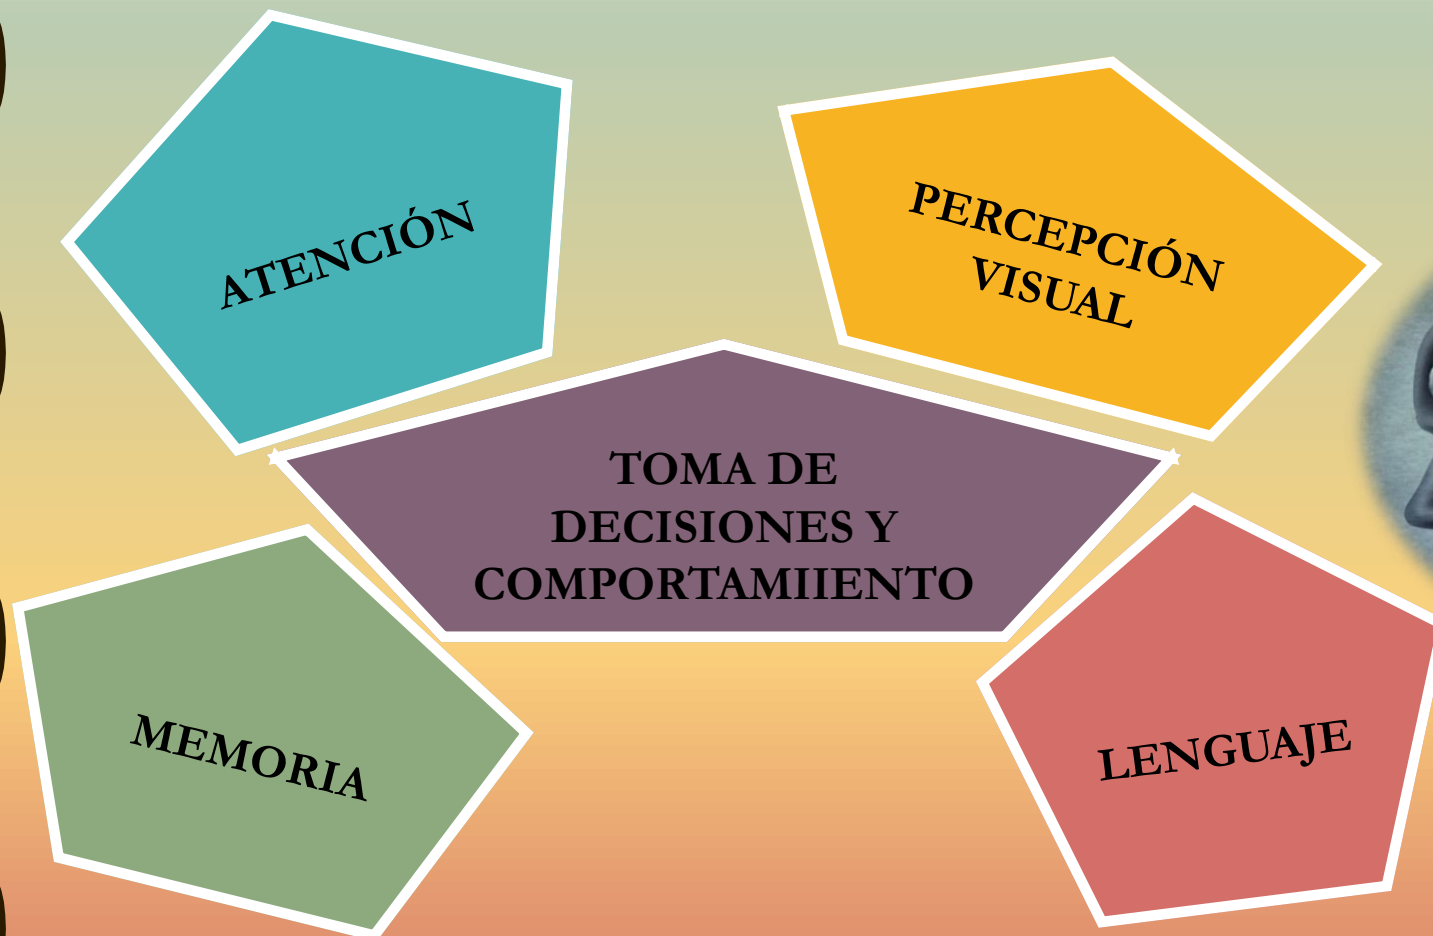 ATENCIÓN
PERCEPCIÓN
VISUAL
TOMA DE
DECISIONES Y
COMPORTAMIIENTO
MEMORIA
LENGUAJE